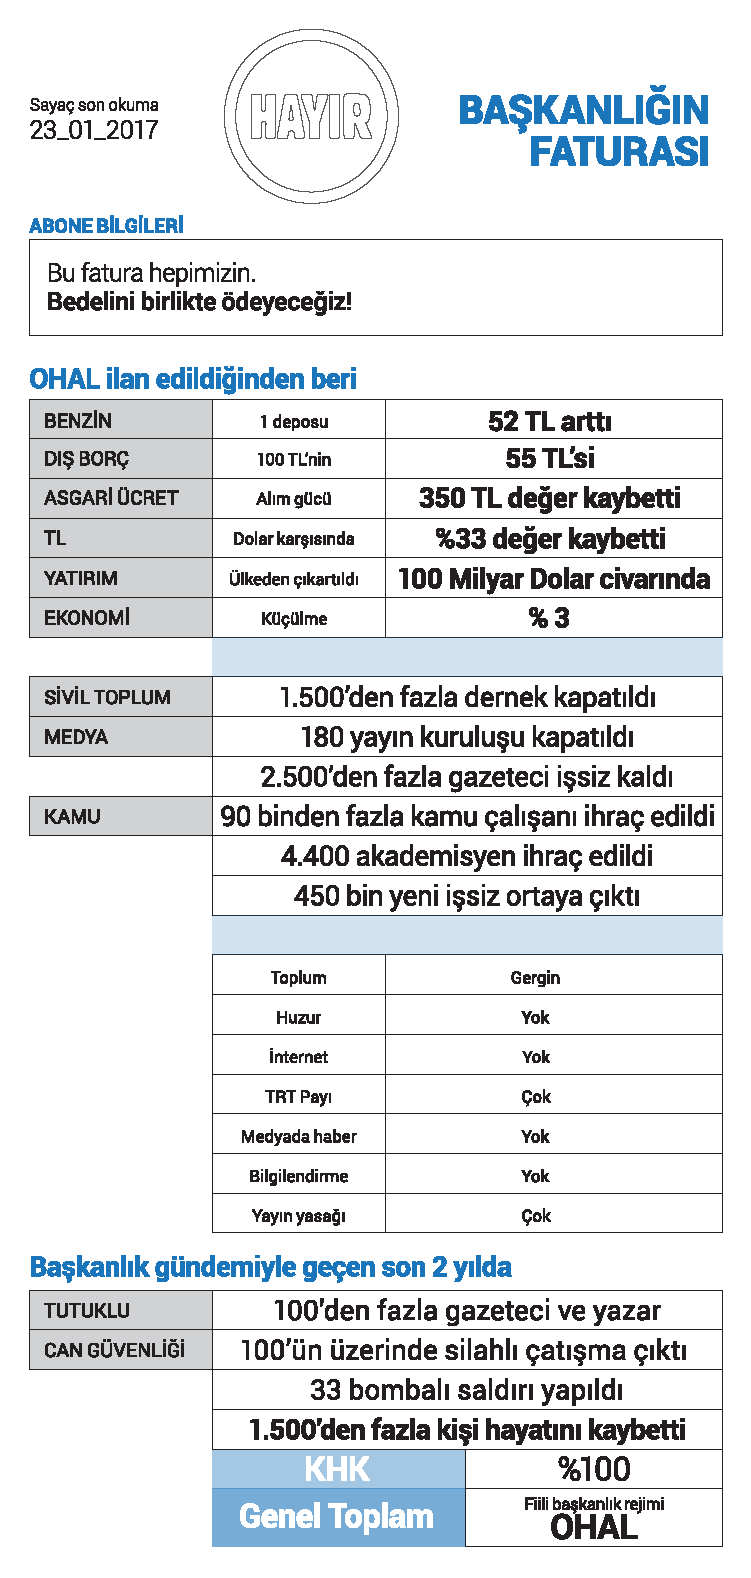 Sayaç son okuma
23_01_2017
HAYIR
BAŞKANLIĞIN
FATURASI
ABONE BİLGİLERİ
Bu fatura hepimizin.
Bedelini birlikte ödeyeceğiz!
OHAL ilan edildiğinden beri
BENZİN 1 deposu 52 TL arttı
DIŞ BORÇ 100 TL'nin 55 TL'si
ASGARİ ÜCRET Alım gücü 350 TL değer kaybetti
TL Dolar karşısında %33 değer kaybetti
YATIRIM Ülkeden çıkartıldı 100 Milyar Dolar civarında
EKONOMİ Küçülme % 3
SİVİL TOPLUM 1.500'den fazla dernek kapatıldı
MEDYA 180 yayın kuruluşu kapatıldı
2.500'den fazla gazeteci işsiz kaldı
KAMU 90 binden fazla kamu çalışanı ihraç edildi
4.400 akademisyen ihraç edildi
450 bin yeni işsiz ortaya çıktı
Toplum Gergin
Huzur Yok
İnternet Yok
TRT Payı Çok
Medyada haber Yok
Bilgilendirme Yok
Yayın yasağı Çok
Başkanlık gündemiyle geçen son 2 yılda
TUTUKLU 100'den fazla gazeteci ve yazar
CAN GÜVENLİĞİ 100'ün üzerinde silahlı çatışma çıktı
33 bombalı saldırı yapıldı
1.500'den fazla kişi hayatını kaybetti
KHK %100
Genel Toplam Fiili başkanlık rejimi
OHAL